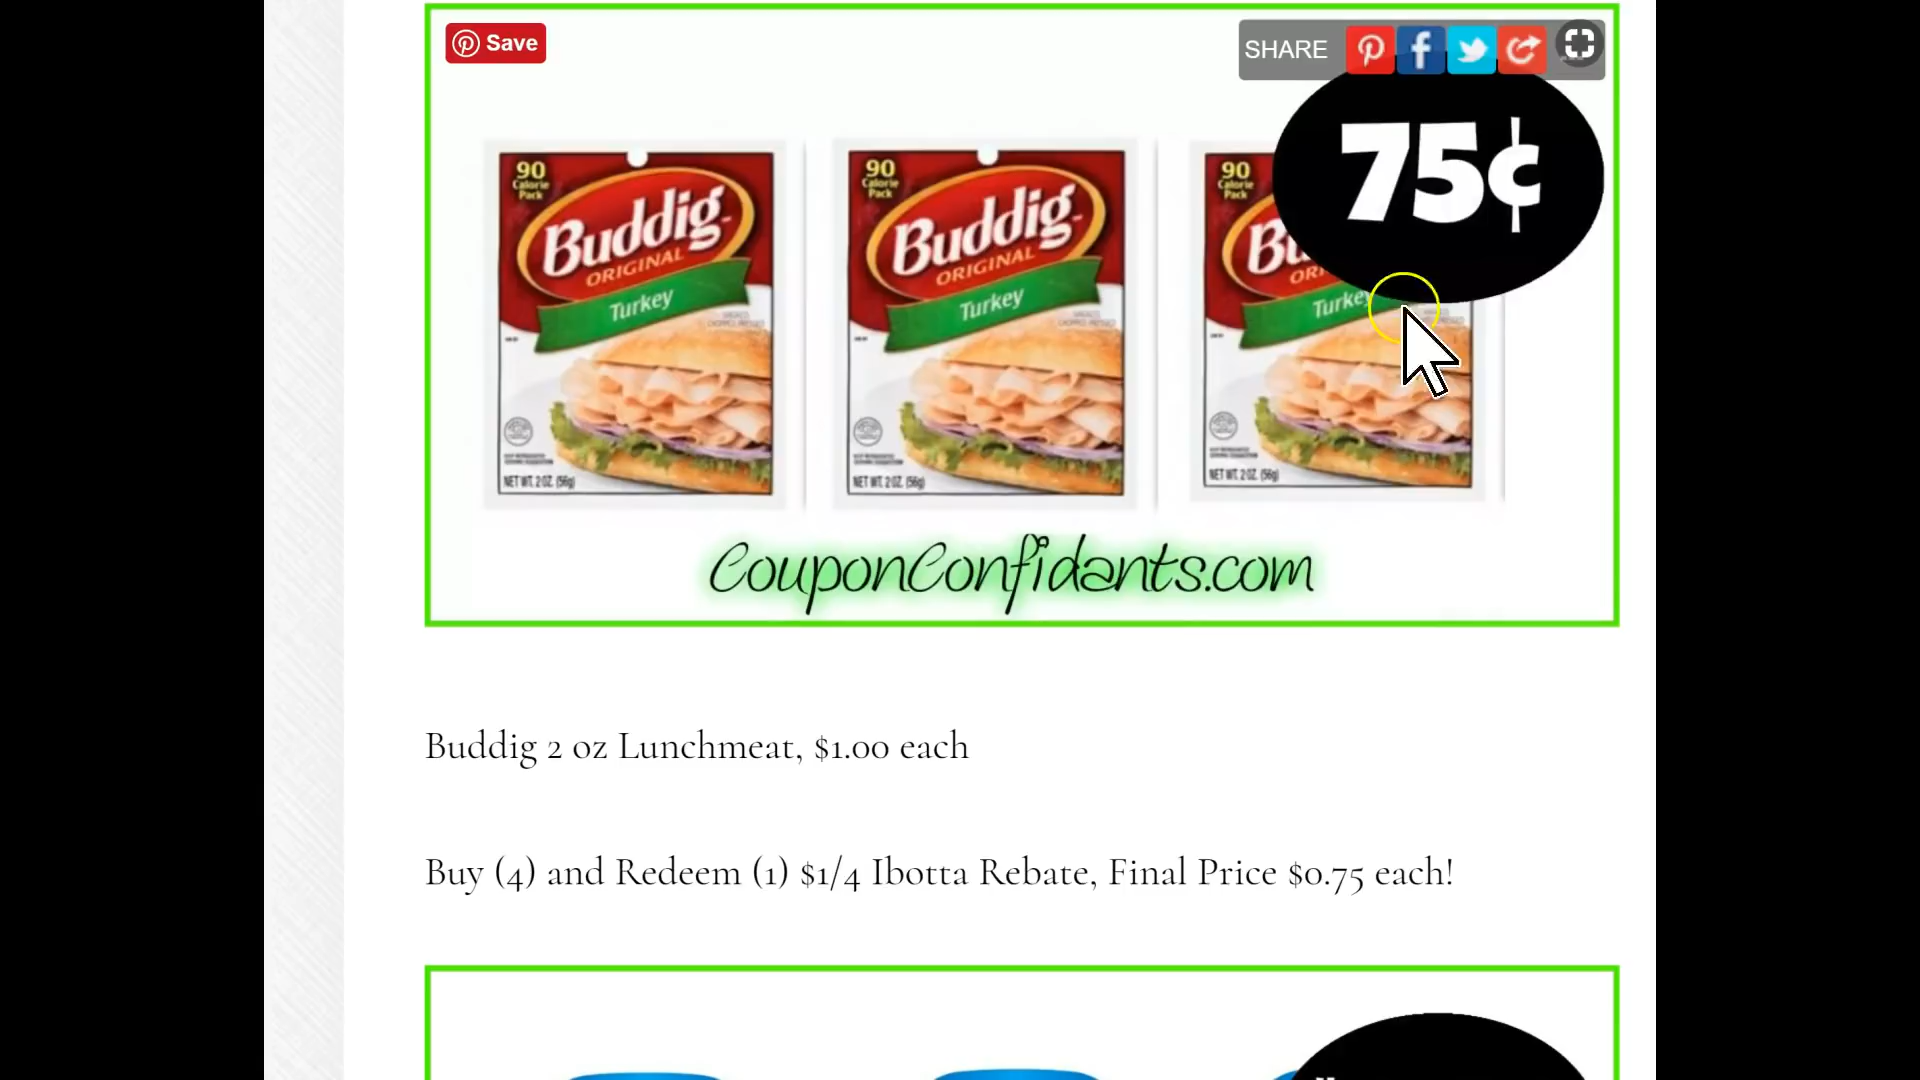 Save
SHARE
75¢
90
Calorie
Pack
Buddig
ORIGINAL
Turkey
NET WT. 2 OZ. (56g)
90
Calorie
Pack
Buddig
ORIGINAL
Turkey
NET WT. 2 OZ. (56g)
90
Calorie
Pack
Bu
ORI
Turkey
NET WT. 2 OZ. (56g)
CouponConfidants.com
Buddig 2 oz Lunchmeat, $1.00 each
Buy (4) and Redeem (1) $1/4 Ibotta Rebate, Final Price $0.75 each!